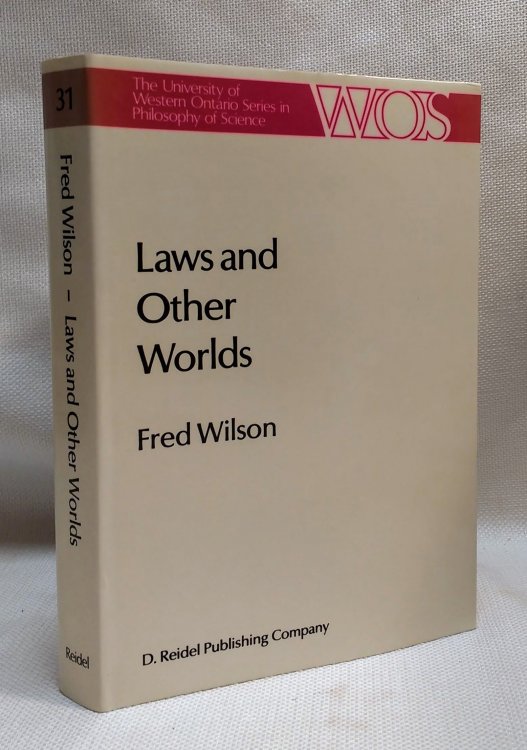 31
Fred Wilson – Laws and Other Worlds
Reidel
The University of
Western Ontario Series in
Philosophy of Science
WOS
Laws and
Other
Worlds
Fred Wilson
D. Reidel Publishing Company